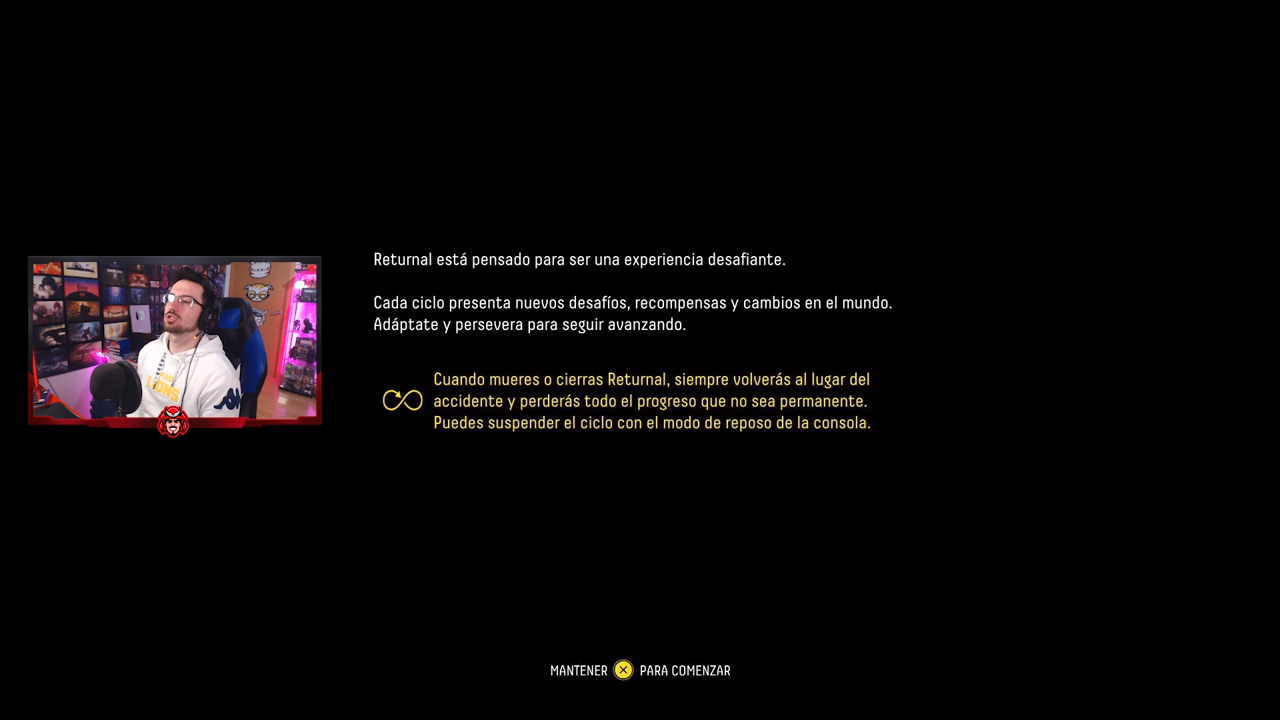 Returnal está pensado para ser una experiencia desafiante.
Cada ciclo presenta nuevos desafíos, recompensas y cambios en el mundo.
Adáptate y persevera para seguir avanzando.
Cuando mueres o cierras Returnal, siempre volverás al lugar del
accidente y perderás todo el progreso que no sea permanente.
Puedes suspender el ciclo con el modo de reposo de la consola.
LIONS
MANTENER PARA COMENZAR